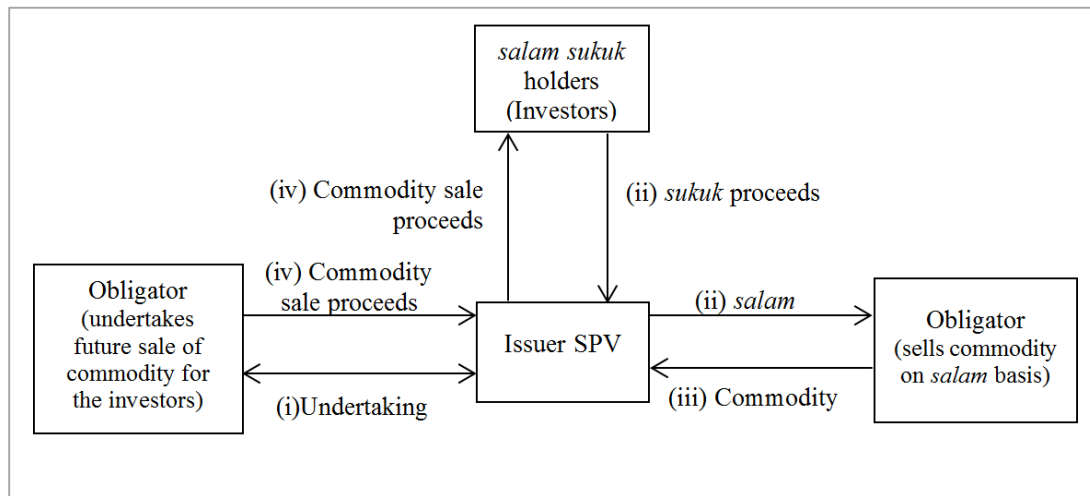 salam sukuk
holders
(Investors)
(iv) Commodity sale
proceeds
(ii) sukuk proceeds
Obligator
(undertakes
future sale of
commodity for
the investors)
(iv) Commodity
sale proceeds
(i)Undertaking
Issuer SPV
(ii) salam
(iii) Commodity
Obligator
(sells commodity
on salam basis)